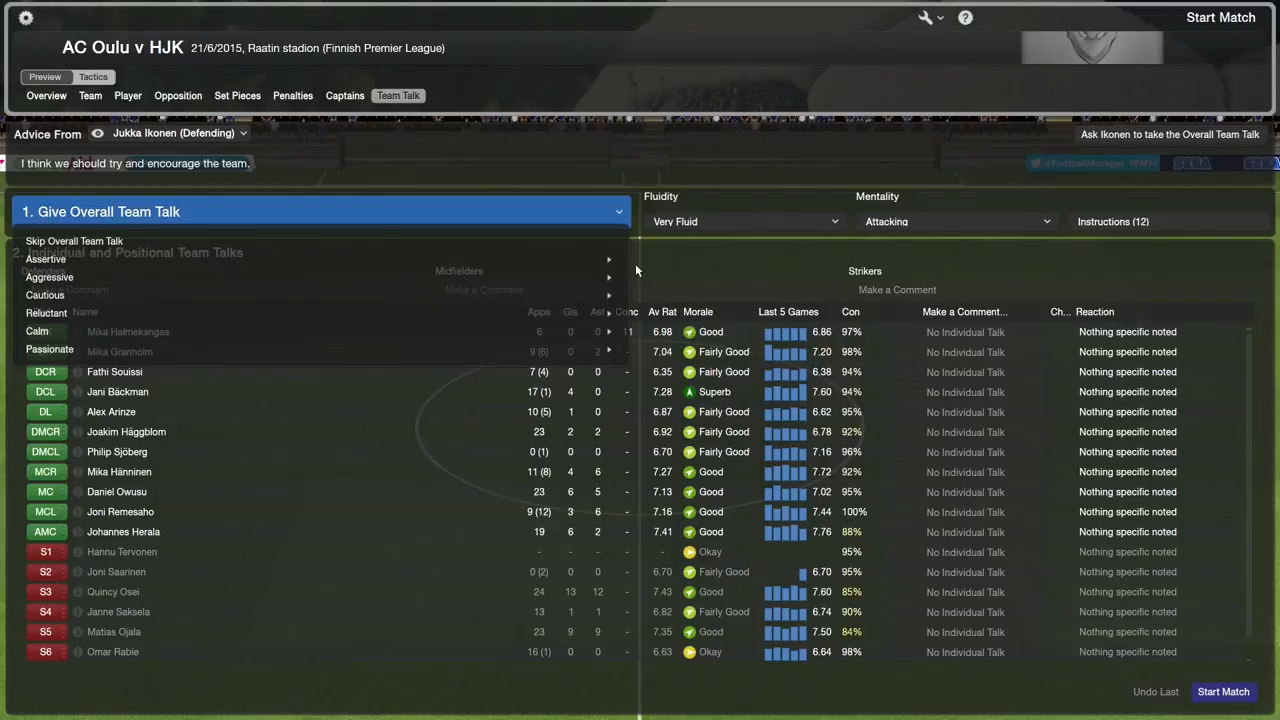 Start Match
AC Oulu v HJK 21/6/2015, Raatin stadion (Finnish Premier League)
Preview Tactics
Overview Team Player Opposition Set Pieces Penalties Captains Team Talk
Advice From Jukka Ikonen (Defending) Ask Ikonen to take the Overall Team Talk
I think we should try and encourage the team. @FootballManager #FM14 SEGA
Fluidity Mentality
1. Give Overall Team Talk Very Fluid Attacking Instructions (12)
Skip Overall Team Talk
2. Individual and Positional Team Talks
Assertive
Defenders Midfielders Strikers
Aggressive
Make a Comment Make a Comment Make a Comment
Cautious
Reluctant Name Apps Gls Ast Conc Av Rat Morale Last 5 Games Con Make a Comment... Ch... Reaction
Calm Mika Halmekangas 6 0 0 11 6.98 Good 6.86 97% No Individual Talk Nothing specific noted
Passionate Mika Granholm 9 (6) 0 2 - 7.04 Fairly Good 7.20 98% No Individual Talk Nothing specific noted
DCR Fathi Souissi 7 (4) 0 0 - 6.35 Fairly Good 6.38 94% No Individual Talk Nothing specific noted
DCL Jani Bäckman 17 (1) 4 0 - 7.28 Superb 7.60 94% No Individual Talk Nothing specific noted
DL Alex Arinze 10 (5) 1 0 - 6.87 Fairly Good 6.62 95% No Individual Talk Nothing specific noted
DMCR Joakim Häggblom 23 2 2 - 6.92 Fairly Good 6.78 92% No Individual Talk Nothing specific noted
DMCL Philip Sjöberg 0 (1) 0 0 - 6.70 Fairly Good 7.16 96% No Individual Talk Nothing specific noted
MCR Mika Hänninen 11 (8) 4 6 - 7.27 Good 7.72 92% No Individual Talk Nothing specific noted
MC Daniel Owusu 23 6 5 - 7.13 Good 7.02 95% No Individual Talk Nothing specific noted
MCL Joni Remesaho 9 (12) 3 6 - 7.16 Good 7.44 100% No Individual Talk Nothing specific noted
AMC Johannes Herala 19 6 2 - 7.41 Good 7.76 88% No Individual Talk Nothing specific noted
S1 Hannu Tervonen - - - - - Okay 95% No Individual Talk Nothing specific noted
S2 Joni Saarinen 0 (2) 0 0 - 6.70 Fairly Good 6.70 95% No Individual Talk Nothing specific noted
S3 Quincy Osei 24 13 12 - 7.43 Good 7.60 85% No Individual Talk Nothing specific noted
S4 Janne Saksela 13 1 1 - 6.82 Fairly Good 6.74 90% No Individual Talk Nothing specific noted
S5 Matias Ojala 23 9 9 - 7.35 Good 7.50 84% No Individual Talk Nothing specific noted
S6 Omar Rabie 16 (1) 0 0 - 6.63 Okay 6.64 98% No Individual Talk Nothing specific noted
Undo Last Start Match